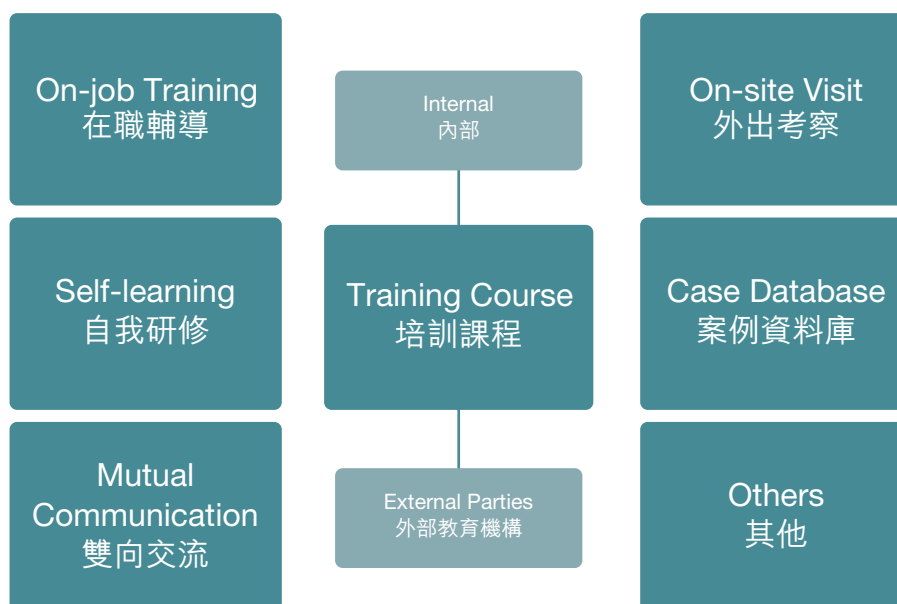 On-job Training
在職輔導
Internal
內部
On-site Visit
外出考察
Self-learning
自我研修
Training Course
培訓課程
Case Database
案例資料庫
Mutual
Communication
雙向交流
External Parties
外部教育機構
Others
其他